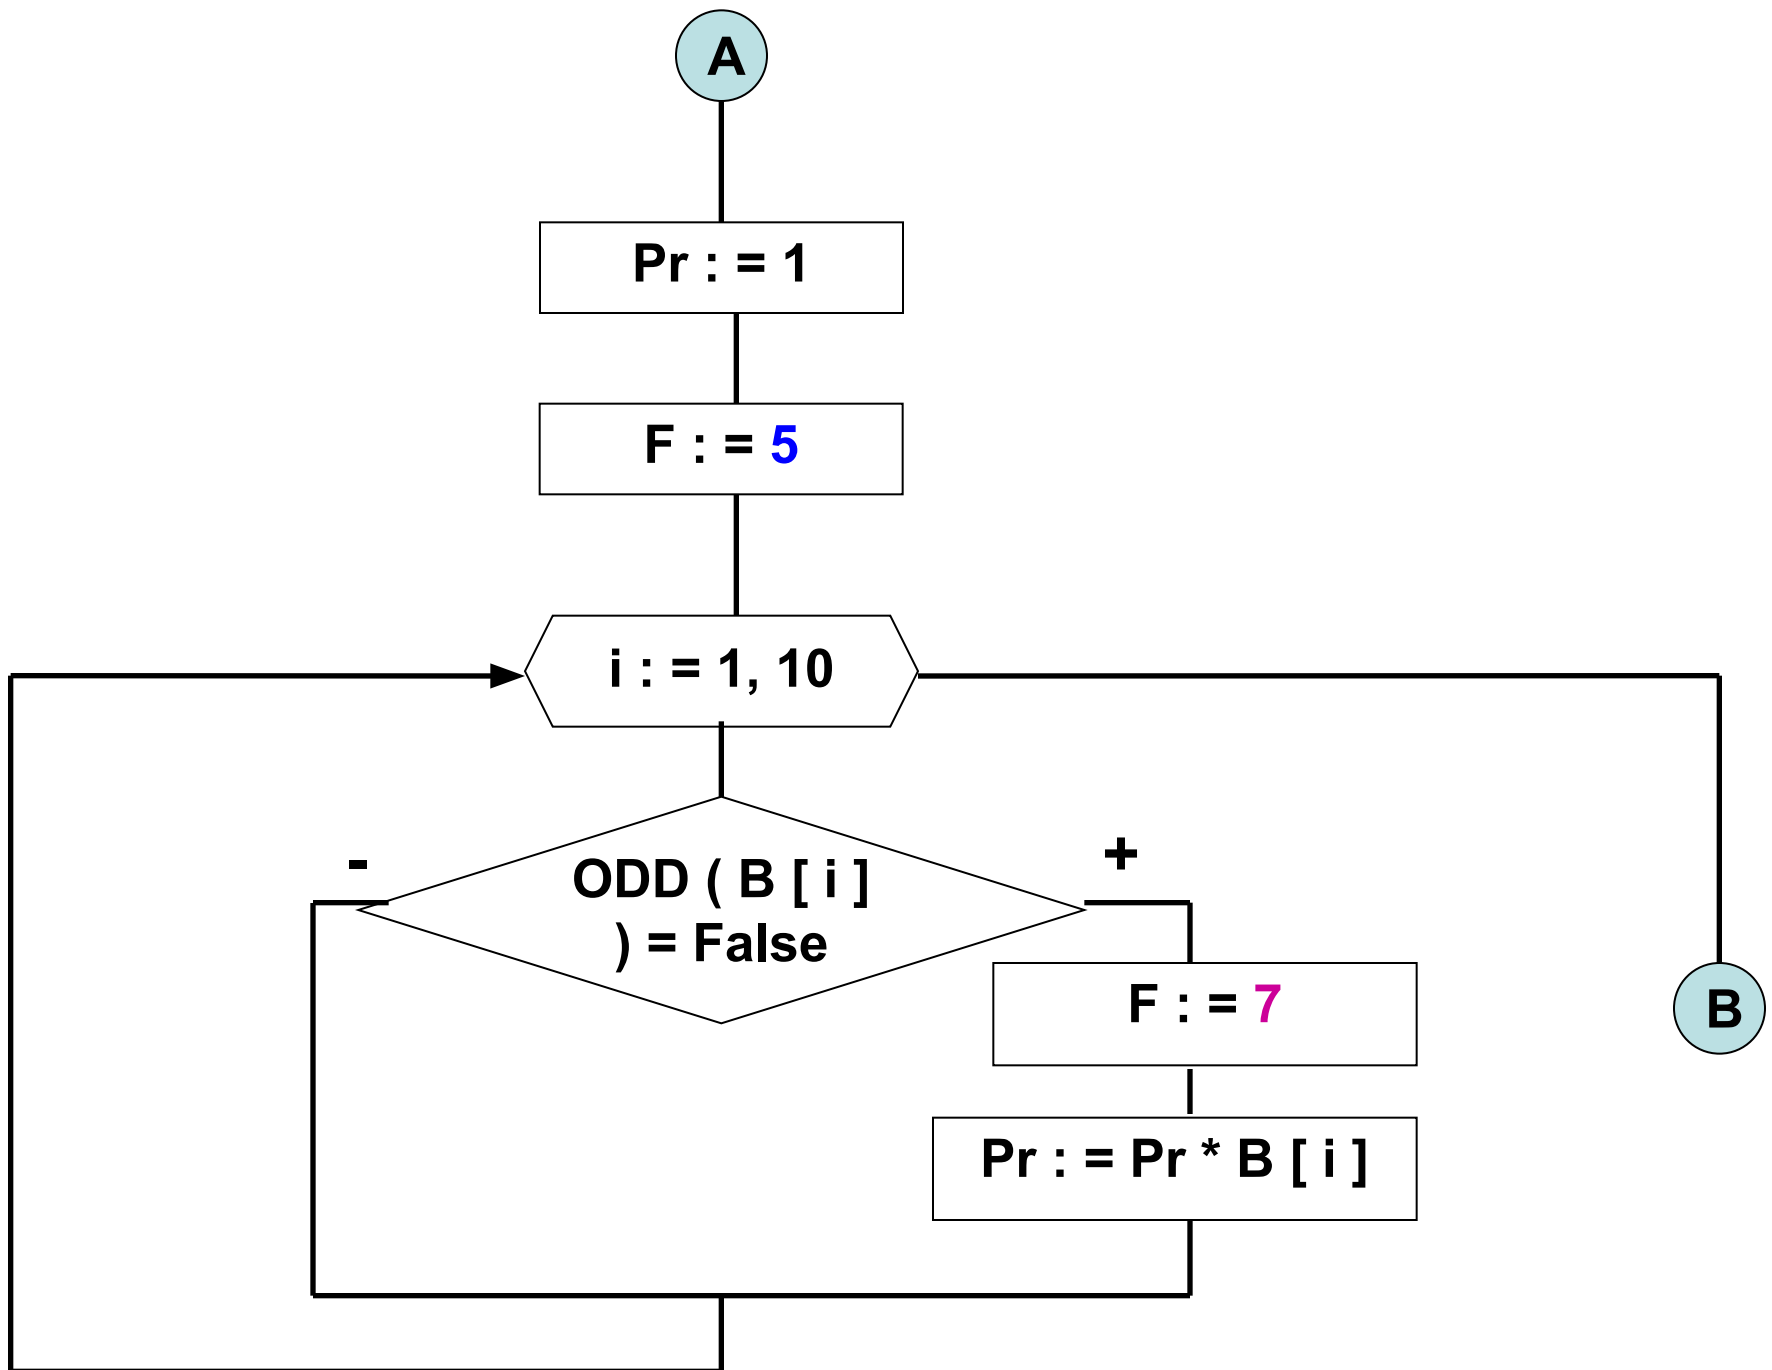 A
Pr : = 1
F : = 5
i : = 1, 10
-
+
ODD ( B [ i ]
) = False
F : = 7
B
Pr : = Pr * B [ i ]